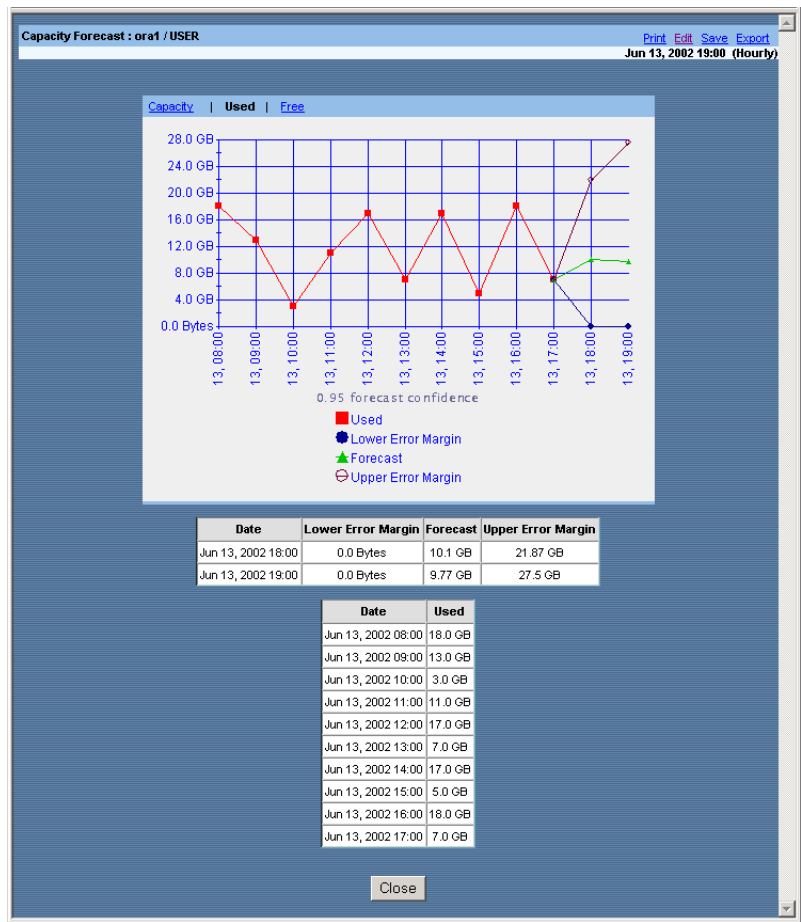 Capacity Forecast : ora1 / USER
Print Edit Save Export
Jun 13, 2002 19:00 (Hourly)
Capacity | Used | Free
28.0 GB
24.0 GB
20.0 GB
16.0 GB
12.0 GB
8.0 GB
4.0 GB
0.0 Bytes
13, 08:00
13, 09:00
13, 10:00
13, 11:00
13, 12:00
13, 13:00
13, 14:00
13, 15:00
13, 16:00
13, 17:00
13, 18:00
13, 19:00
0.95 forecast confidence
Used
Lower Error Margin
Forecast
Upper Error Margin
Date Lower Error Margin Forecast Upper Error Margin
Jun 13, 2002 18:00 0.0 Bytes 10.1 GB 21.87 GB
Jun 13, 2002 19:00 0.0 Bytes 9.77 GB 27.5 GB
Date Used
Jun 13, 2002 08:00 18.0 GB
Jun 13, 2002 09:00 13.0 GB
Jun 13, 2002 10:00 3.0 GB
Jun 13, 2002 11:00 11.0 GB
Jun 13, 2002 12:00 17.0 GB
Jun 13, 2002 13:00 7.0 GB
Jun 13, 2002 14:00 17.0 GB
Jun 13, 2002 15:00 5.0 GB
Jun 13, 2002 16:00 18.0 GB
Jun 13, 2002 17:00 7.0 GB
Close